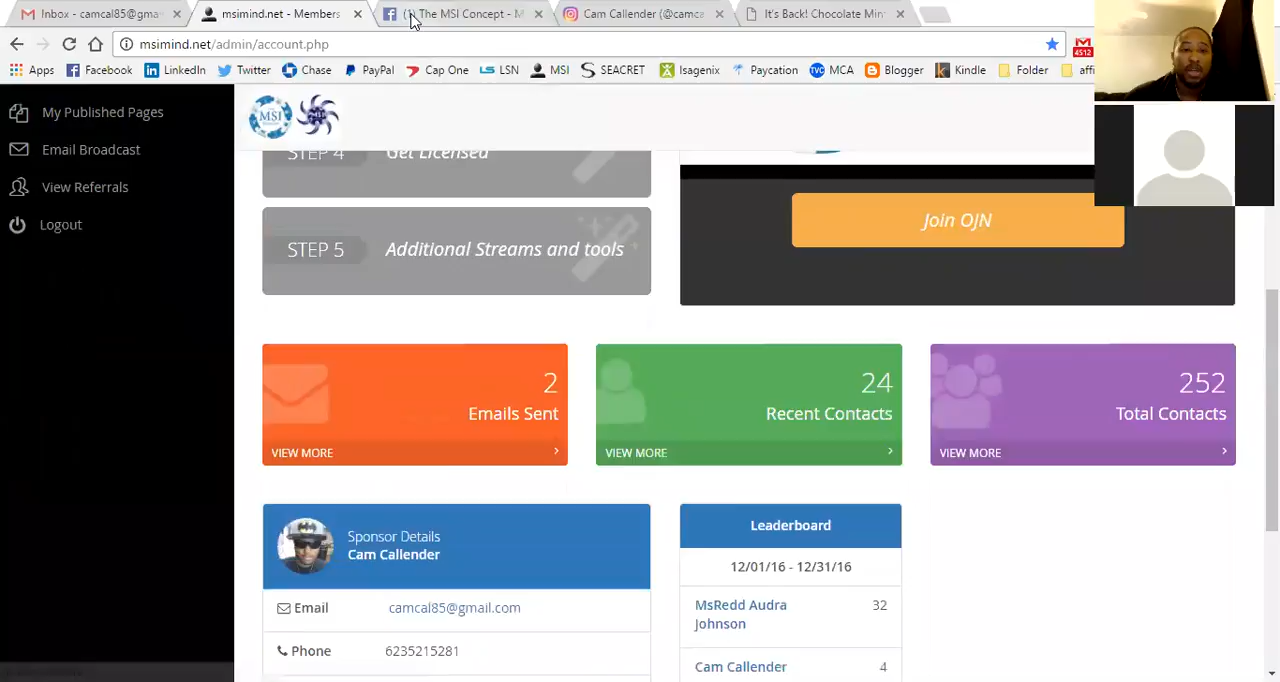 Inbox - camcal85@gma
msimind.net - Members
(1) The MSI Concept - M
Cam Callender (@camca
It's Back! Chocolate Min
msimind.net/admin/account.php
4512
Apps
Facebook
LinkedIn
Twitter
Chase
PayPal
Cap One
LSN
MSI
SEACRET
Isagenix
Paycation
MCA
Blogger
Kindle
Folder
affi
My Published Pages
Email Broadcast
View Referrals
Logout
MSI
STEP 4 Get Licensed
STEP 5 Additional Streams and tools
Join OJN
2
Emails Sent
VIEW MORE
24
Recent Contacts
VIEW MORE
252
Total Contacts
VIEW MORE
Sponsor Details
Cam Callender
Email camcal85@gmail.com
Phone 6235215281
Leaderboard
12/01/16 - 12/31/16
MsRedd Audra Johnson 32
Cam Callender 4